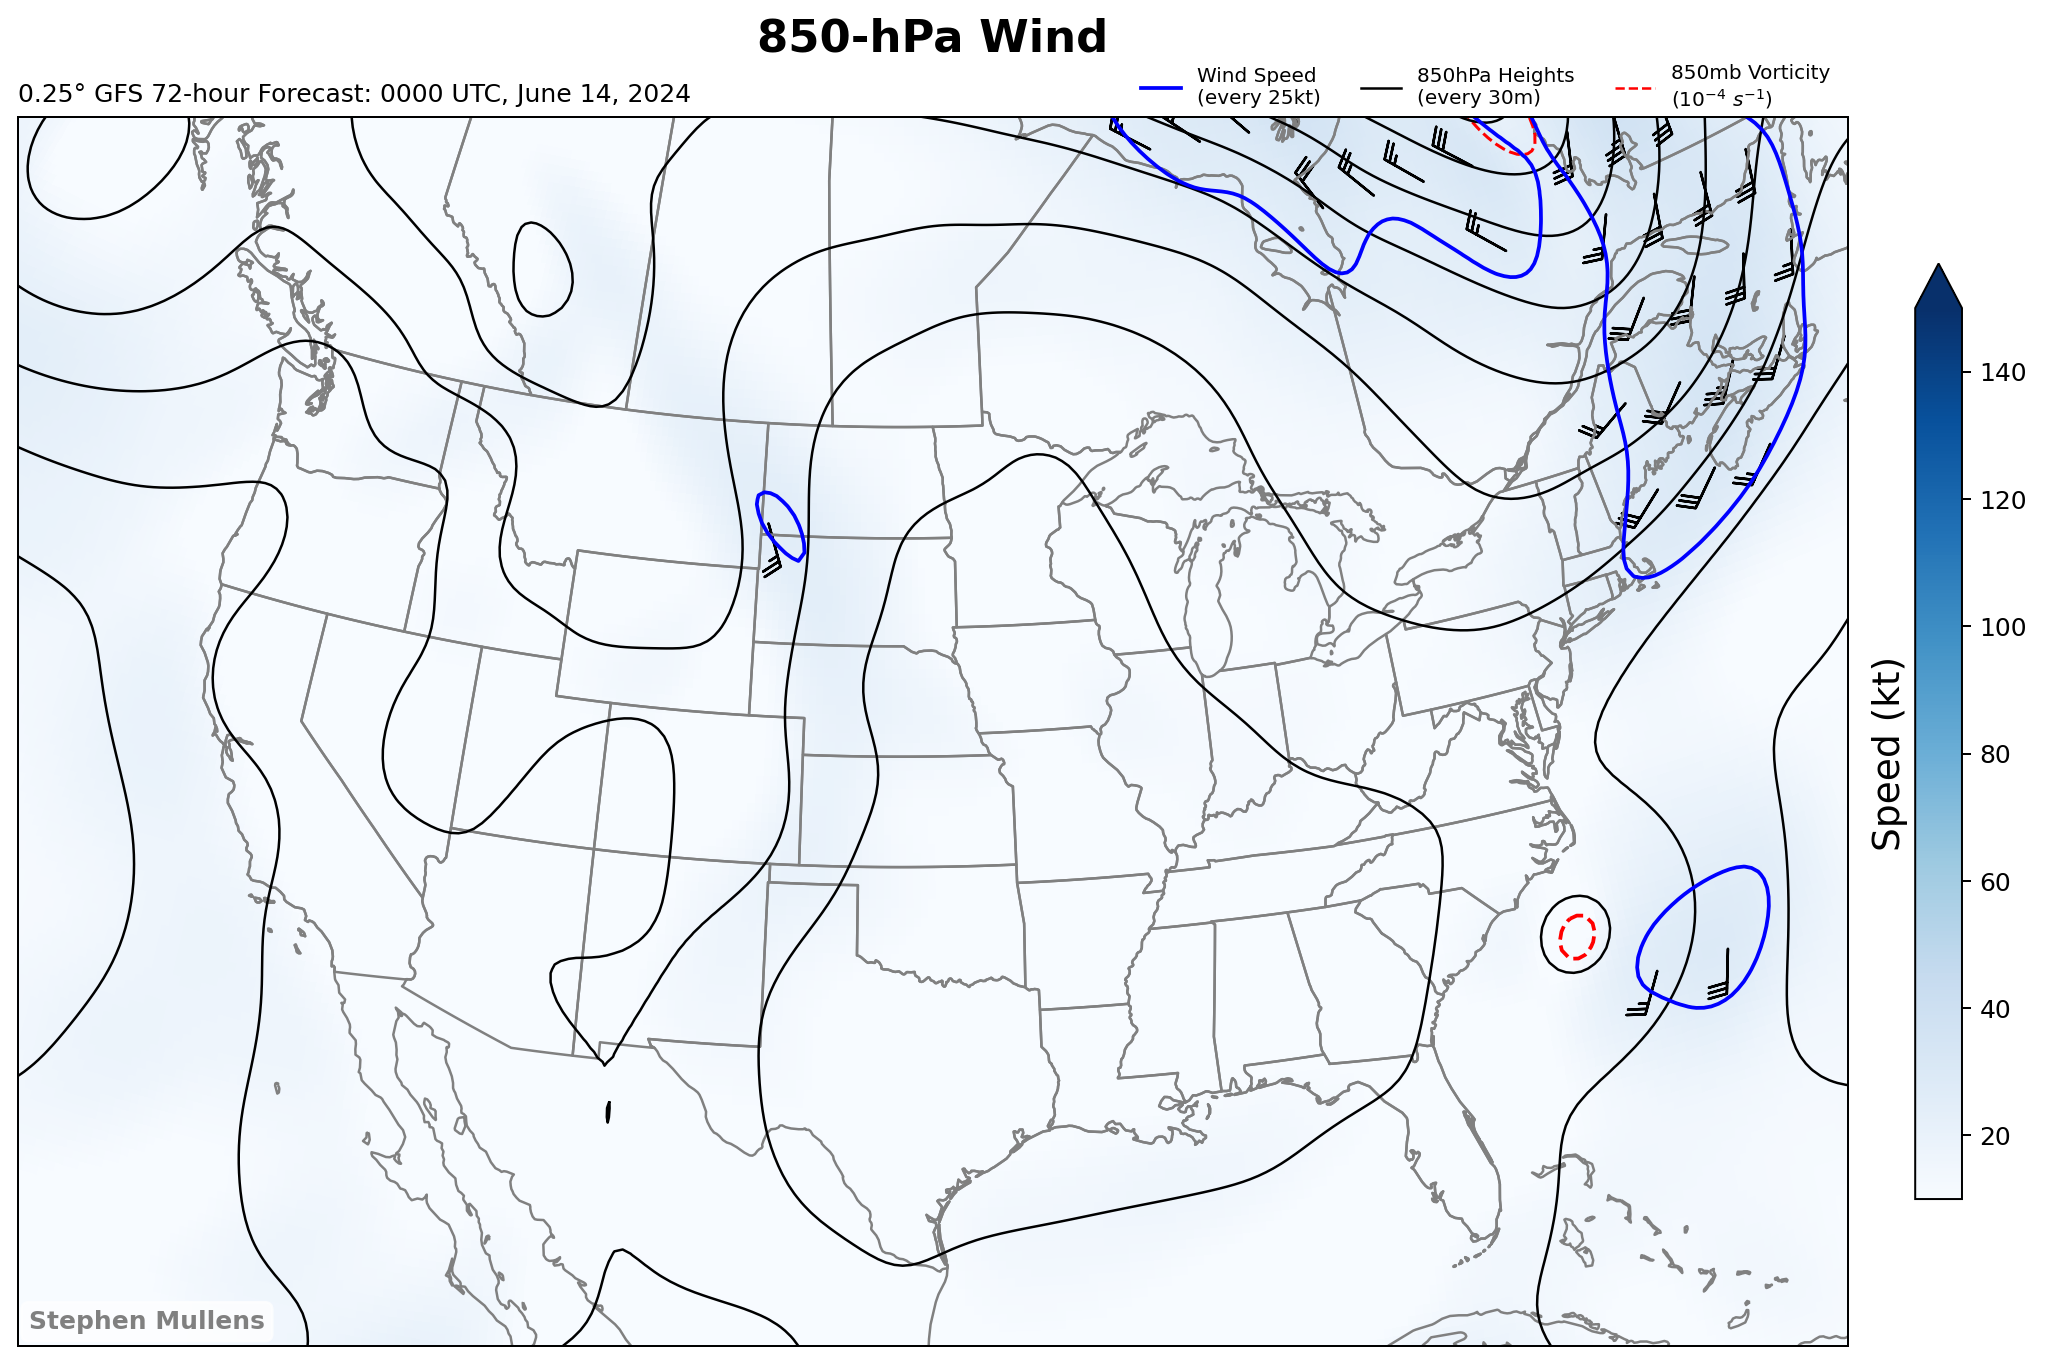 850-hPa Wind
0.25° GFS 72-hour Forecast: 0000 UTC, June 14, 2024
Wind Speed
(every 25kt)
850hPa Heights
(every 30m)
850mb Vorticity
(10⁻⁴ s⁻¹)
140
120
100
80
60
40
20
Speed (kt)
Stephen Mullens